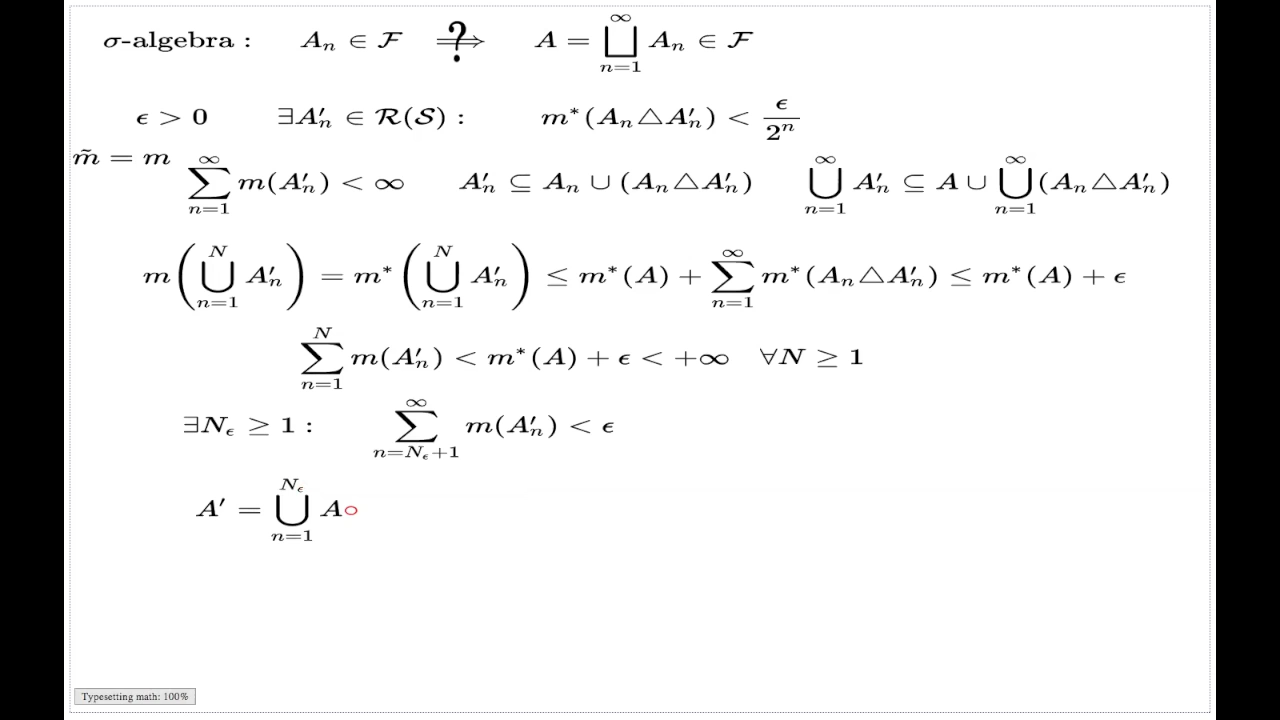 σ-algebra : A_n ∈ ℱ ⟹? A = ⨆_{n=1}^{∞} A_n ∈ ℱ
ϵ > 0 ∃A′_n ∈ ℛ(𝒮) : m*(A_n △ A′_n) < ϵ/2^n
m̃ = m ∑_{n=1}^{∞} m(A′_n) < ∞ A′_n ⊆ A_n ∪ (A_n △ A′_n) ⋃_{n=1}^{∞} A′_n ⊆ A ∪ ⋃_{n=1}^{∞} (A_n △ A′_n)
m(⋃_{n=1}^{N} A′_n) = m*(⋃_{n=1}^{N} A′_n) ≤ m*(A) + ∑_{n=1}^{∞} m*(A_n △ A′_n) ≤ m*(A) + ϵ
∑_{n=1}^{N} m(A′_n) < m*(A) + ϵ < +∞ ∀N ≥ 1
∃N_ϵ ≥ 1 : ∑_{n=N_ϵ+1}^{∞} m(A′_n) < ϵ
A′ = ⋃_{n=1}^{N_ϵ} A○
Typesetting math: 100%